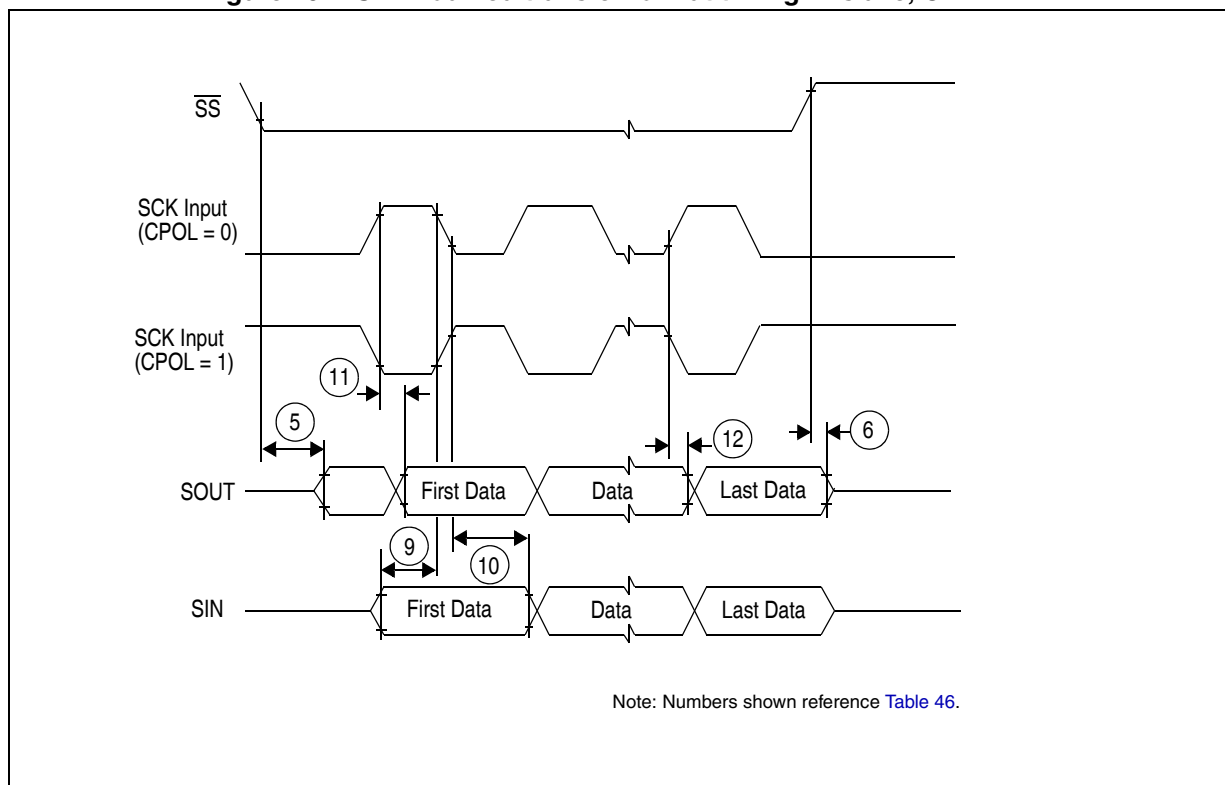 SS
SCK Input
(CPOL = 0)
SCK Input
(CPOL = 1)
11
5
12
6
SOUT
First Data
Data
Last Data
9
10
SIN
First Data
Data
Last Data
Note: Numbers shown reference Table 46.